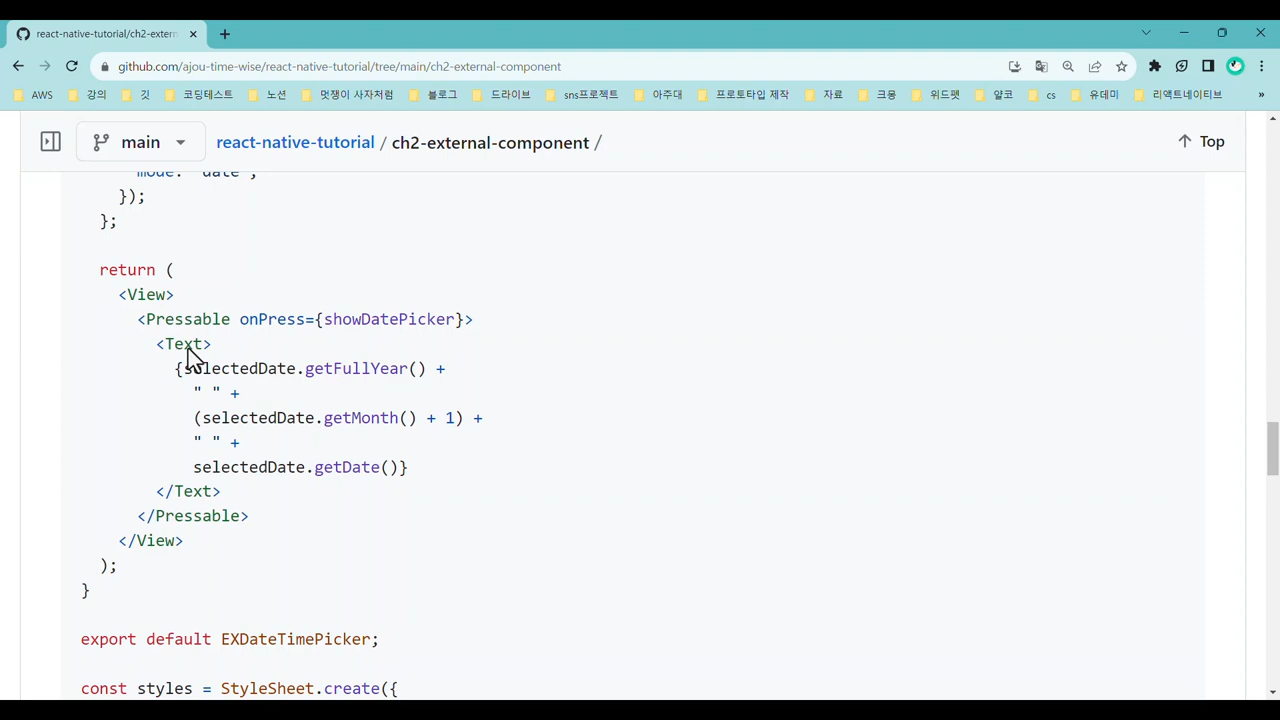 react-native-tutorial/ch2-extern
github.com/ajou-time-wise/react-native-tutorial/tree/main/ch2-external-component
AWS 강의 깃 코딩테스트 노션 멋쟁이 사자처럼 블로그 드라이브 sns프로젝트 아주대 프로토타입 제작 자료 크몽 위드펫 알코 cs 유데미 리액트네이티브 »
main react-native-tutorial / ch2-external-component / Top
mode: "date",
});
};
return (
<View>
<Pressable onPress={showDatePicker}>
<Text>
{selectedDate.getFullYear() +
" " +
(selectedDate.getMonth() + 1) +
" " +
selectedDate.getDate()}
</Text>
</Pressable>
</View>
);
}
export default EXDateTimePicker;
const styles = StyleSheet.create({